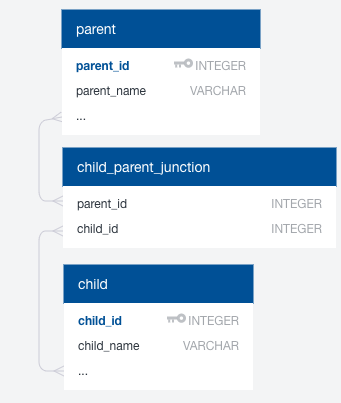 parent
parent_id INTEGER
parent_name VARCHAR
...
child_parent_junction
parent_id INTEGER
child_id INTEGER
child
child_id INTEGER
child_name VARCHAR
...